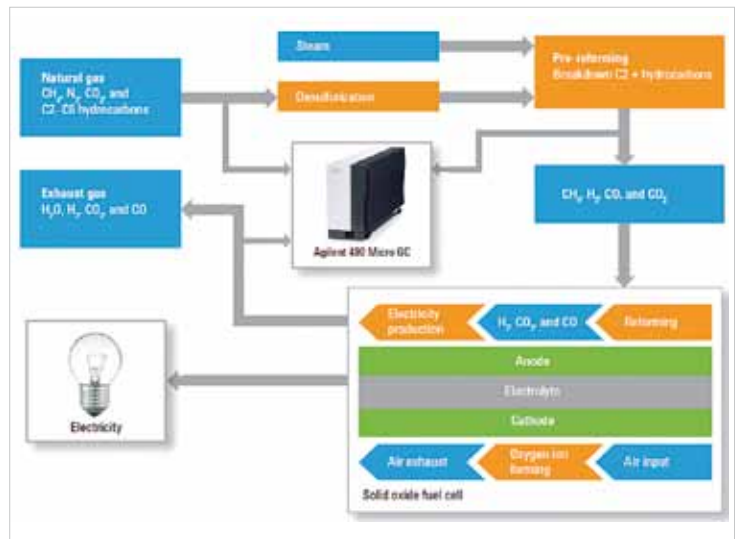 Natural gas
CH₄, N₂, CO₂, and
C2–C6 hydrocarbons
Steam
Desulfurization
Pre-reforming
Breakdown C2 + hydrocarbons
Exhaust gas
H₂O, H₂, CO₂, and CO
Agilent 490 Micro GC
CH₄, H₂, CO, and CO₂
Electricity
Electricity
production
H₂, CO₂, and CO
Reforming
Anode
Electrolyte
Cathode
Air exhaust
Oxygen ion
forming
Air input
Solid oxide fuel cell